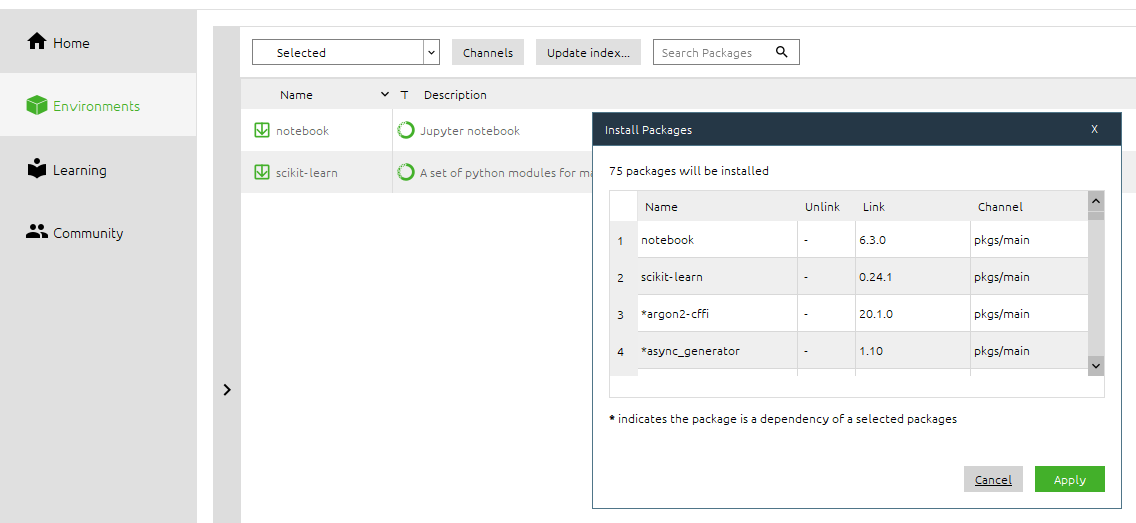 Home
Environments
Learning
Community
Selected
Channels
Update index...
Search Packages
Name T Description
notebook Jupyter notebook
scikit-learn A set of python modules for ma
Install Packages X
75 packages will be installed
Name Unlink Link Channel
1 notebook - 6.3.0 pkgs/main
2 scikit-learn - 0.24.1 pkgs/main
3 *argon2-cffi - 20.1.0 pkgs/main
4 *async_generator - 1.10 pkgs/main
* indicates the package is a dependency of a selected packages
Cancel Apply